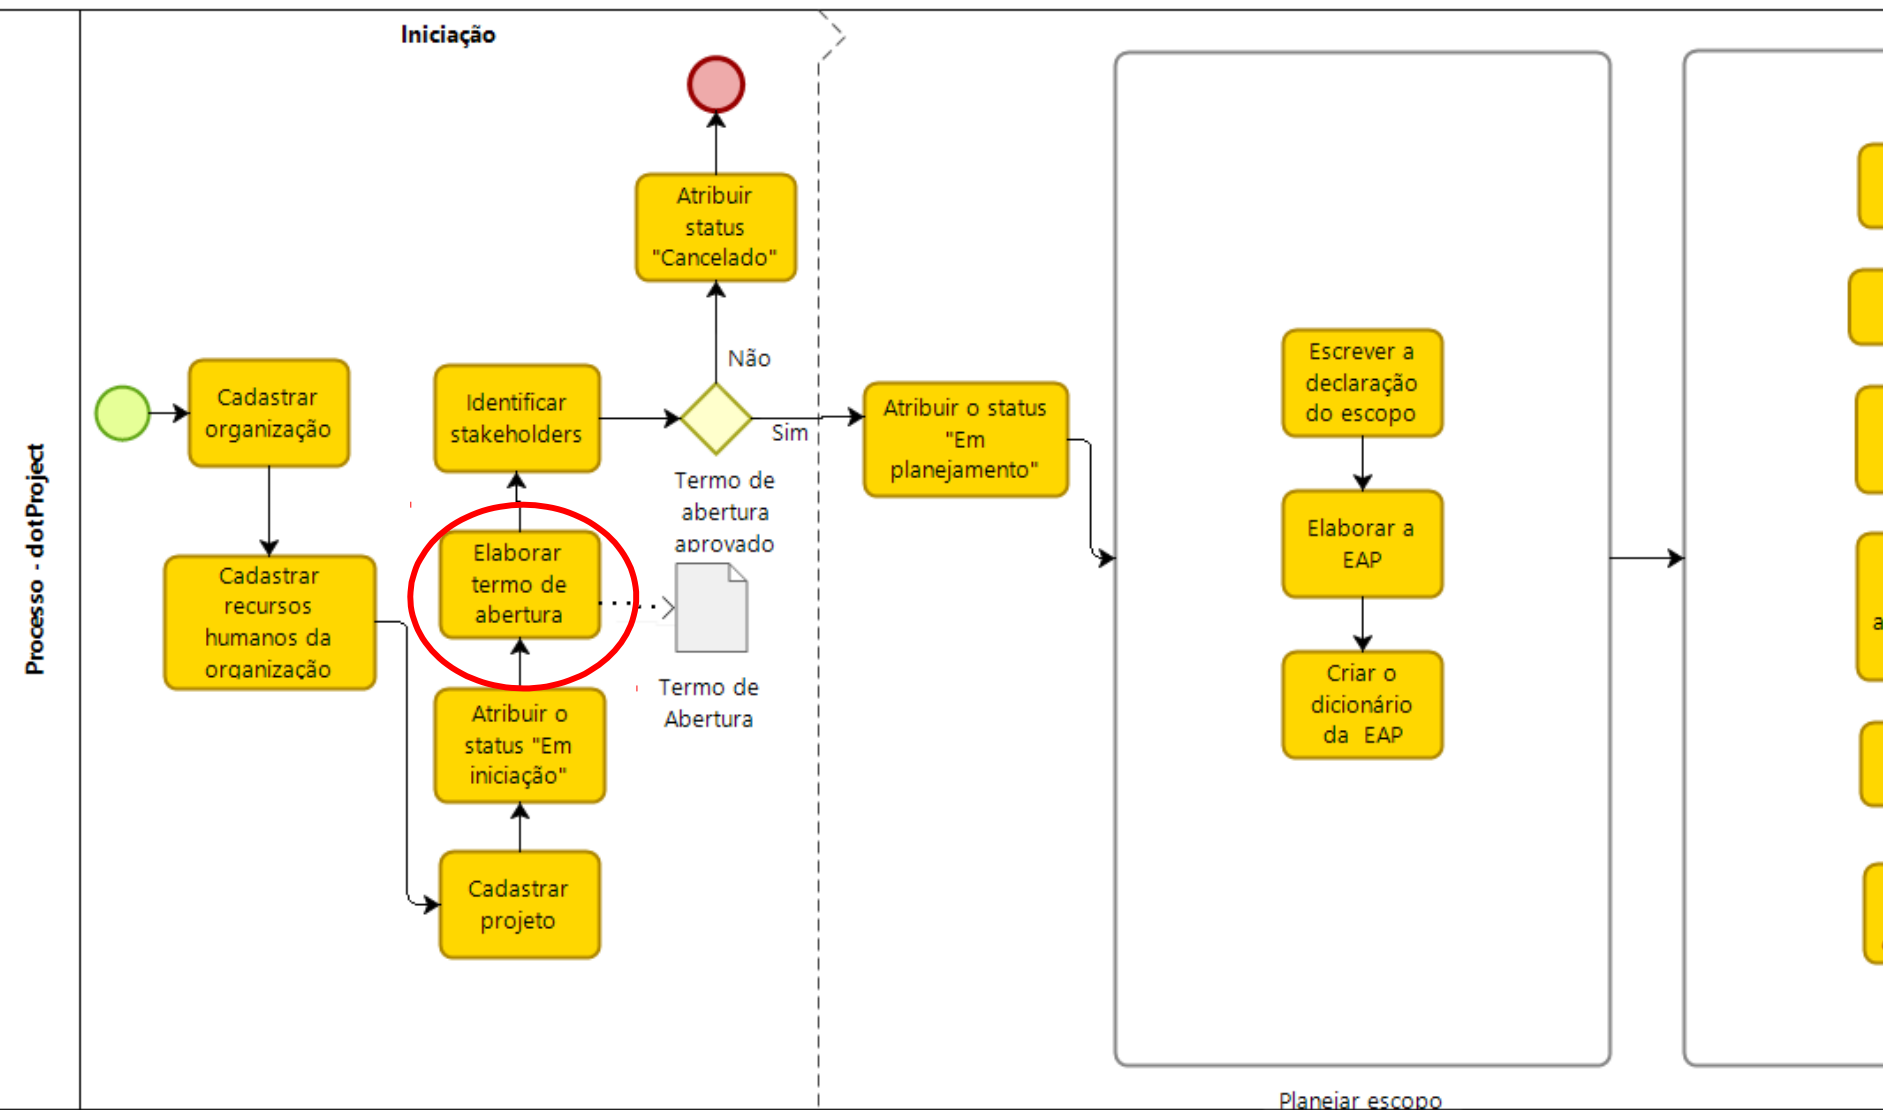 Processo - dotProject
Iniciação
Cadastrar
organização
Cadastrar
recursos
humanos da
organização
Cadastrar
projeto
Atribuir o
status "Em
iniciação"
Elaborar
termo de
abertura
Termo de
Abertura
Identificar
stakeholders
Termo de
abertura
aprovado
Não
Atribuir
status
"Cancelado"
Sim
Atribuir o status
"Em
planejamento"
Escrever a
declaração
do escopo
Elaborar a
EAP
Criar o
dicionário
da EAP
Planejar escopo